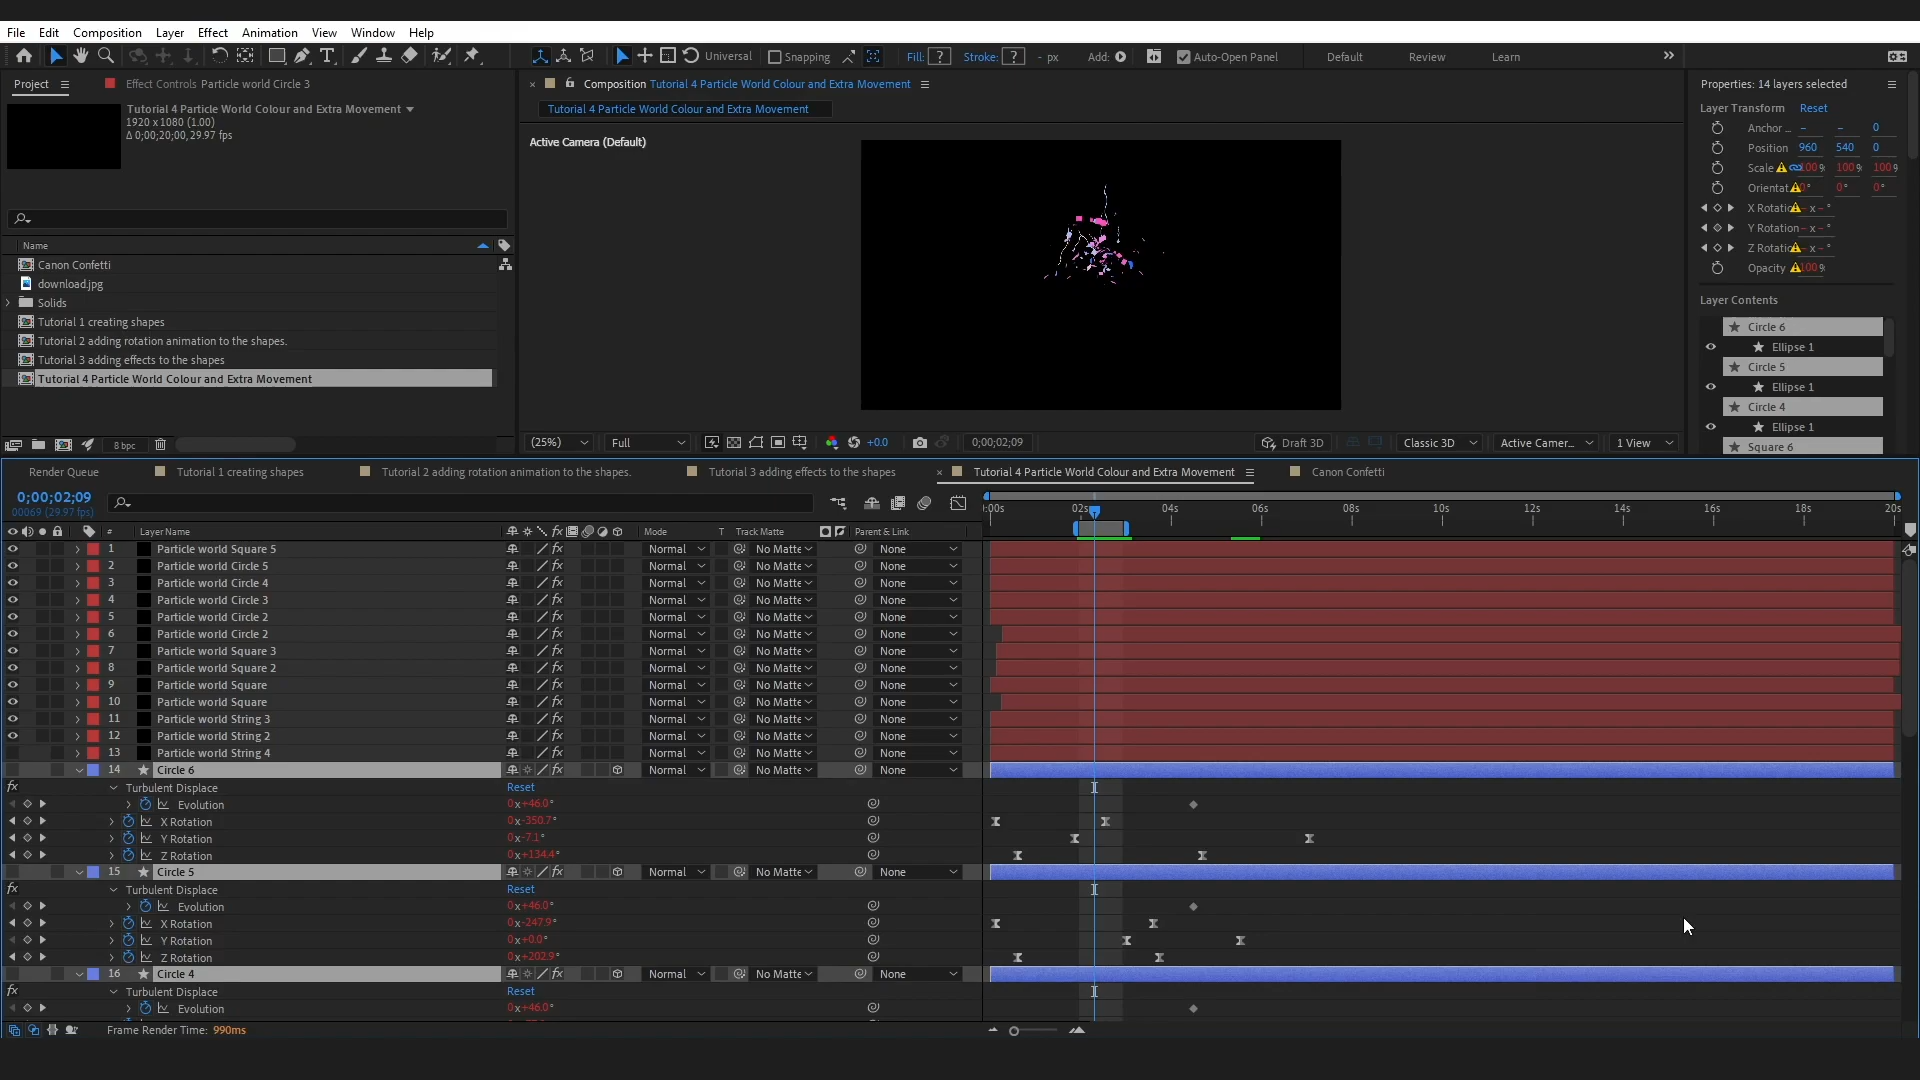 File Edit Composition Layer Effect Animation View Window Help
Universal Snapping Fill: ? Stroke: ? - px Add: Auto-Open Panel Default Review Learn
Project Effect Controls Particle world Circle 3
Composition Tutorial 4 Particle World Colour and Extra Movement
Properties: 14 layers selected
Tutorial 4 Particle World Colour and Extra Movement
1920 x 1080 (1.00)
Δ 0;00;20;00, 29.97 fps
Tutorial 4 Particle World Colour and Extra Movement
Layer Transform Reset
Anchor .. - - 0
Position 960 540 0
Scale 100% 100% 100%
Orientat 0° 0° 0°
X Rotatio - x - °
Y Rotation - x - °
Z Rotatio - x - °
Opacity 100%
Active Camera (Default)
Name
Canon Confetti
download.jpg
Solids
Tutorial 1 creating shapes
Tutorial 2 adding rotation animation to the shapes.
Tutorial 3 adding effects to the shapes
Tutorial 4 Particle World Colour and Extra Movement
Layer Contents
Circle 6
Ellipse 1
Circle 5
Ellipse 1
Circle 4
Ellipse 1
Square 6
8 bpc
(25%) Full +0.0 0;00;02;09 Draft 3D Classic 3D Active Camer... 1 View
Render Queue Tutorial 1 creating shapes Tutorial 2 adding rotation animation to the shapes. Tutorial 3 adding effects to the shapes Tutorial 4 Particle World Colour and Extra Movement Canon Confetti
0;00;02;09
00069 (29.97 fps)
:00s 02s 04s 06s 08s 10s 12s 14s 16s 18s 20s
# Layer Name fx Mode T Track Matte Parent & Link
1 Particle world Square 5 fx Normal No Matte None
2 Particle world Circle 5 fx Normal No Matte None
3 Particle world Circle 4 fx Normal No Matte None
4 Particle world Circle 3 fx Normal No Matte None
5 Particle world Circle 2 fx Normal No Matte None
6 Particle world Circle 2 fx Normal No Matte None
7 Particle world Square 3 fx Normal No Matte None
8 Particle world Square 2 fx Normal No Matte None
9 Particle world Square fx Normal No Matte None
10 Particle world Square fx Normal No Matte None
11 Particle world String 3 fx Normal No Matte None
12 Particle world String 2 fx Normal No Matte None
13 Particle world String 4 fx Normal No Matte None
14 Circle 6 fx Normal No Matte None
fx Turbulent Displace Reset
Evolution 0x+46.0°
X Rotation 0x-350.7°
Y Rotation 0x-7.1°
Z Rotation 0x+134.4°
15 Circle 5 fx Normal No Matte None
fx Turbulent Displace Reset
Evolution 0x+46.0°
X Rotation 0x-247.9°
Y Rotation 0x+0.0°
Z Rotation 0x+202.9°
16 Circle 4 fx Normal No Matte None
fx Turbulent Displace Reset
Evolution 0x+46.0°
Frame Render Time: 990ms